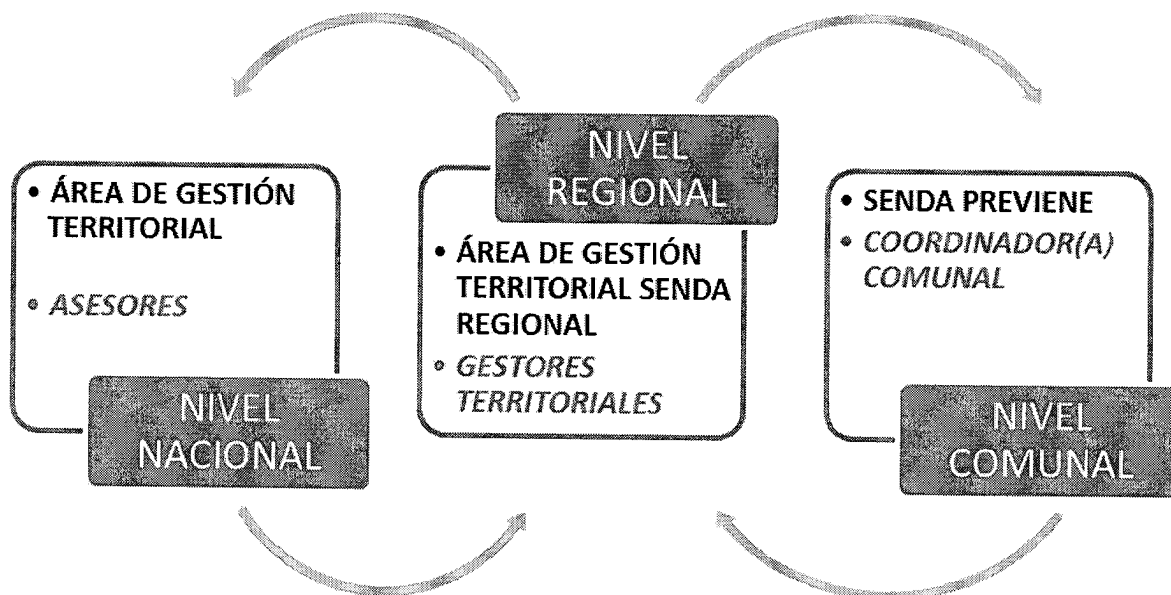 • ÁREA DE GESTIÓN
TERRITORIAL
• ASESORES
NIVEL
NACIONAL
NIVEL
REGIONAL
• ÁREA DE GESTIÓN
TERRITORIAL SENDA
REGIONAL
• GESTORES
TERRITORIALES
• SENDA PREVIENE
• COORDINADOR(A)
COMUNAL
NIVEL
COMUNAL